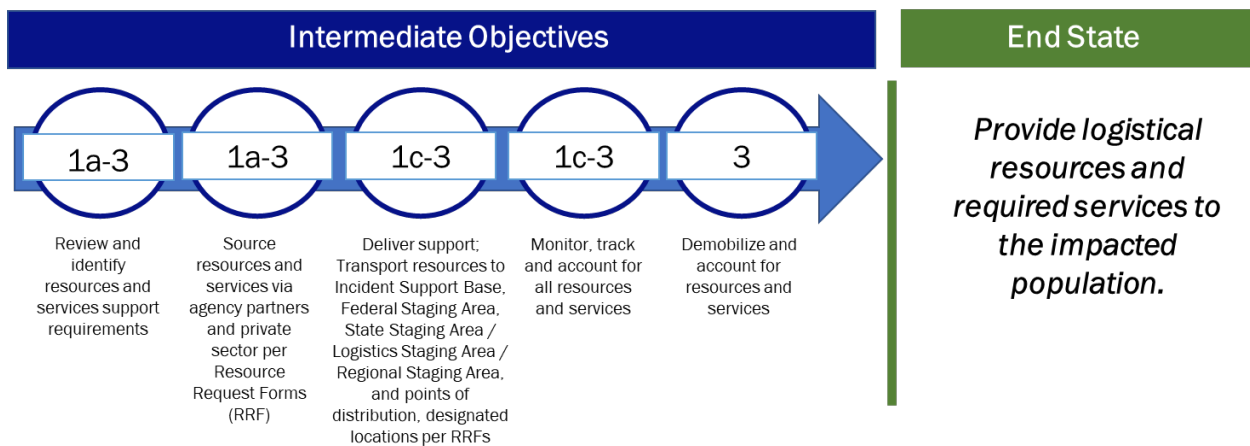 Intermediate Objectives
End State
1a-3
1a-3
1c-3
1c-3
3
Review and
identify
resources and
services support
requirements
Source
resources and
services via
agency partners
and private
sector per
Resource
Request Forms
(RRF)
Deliver support;
Transport resources to
Incident Support Base,
Federal Staging Area,
State Staging Area /
Logistics Staging Area /
Regional Staging Area,
and points of
distribution, designated
locations per RRFs
Monitor, track
and account for
all resources
and services
Demobilize and
account for
resources and
services
Provide logistical
resources and
required services to
the impacted
population.